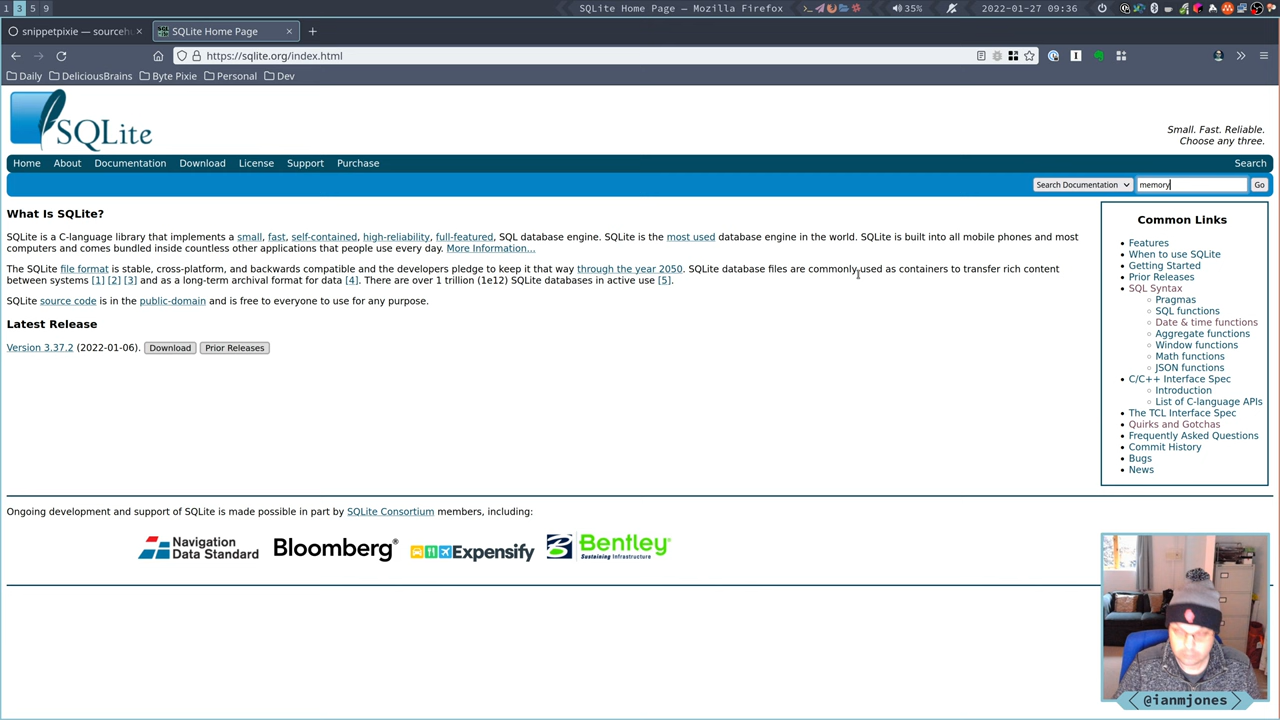 1 3 5 9
SQLite Home Page — Mozilla Firefox
35%
2022-01-27 09:36
snippetpixie — sourceh
SQLite Home Page
https://sqlite.org/index.html
Daily
DeliciousBrains
Byte Pixie
Personal
Dev
SQLite
Small. Fast. Reliable.
Choose any three.
Home
About
Documentation
Download
License
Support
Purchase
Search
Search Documentation
memory
Go
What Is SQLite?
SQLite is a C-language library that implements a small, fast, self-contained, high-reliability, full-featured, SQL database engine. SQLite is the most used database engine in the world. SQLite is built into all mobile phones and most
computers and comes bundled inside countless other applications that people use every day. More Information...
The SQLite file format is stable, cross-platform, and backwards compatible and the developers pledge to keep it that way through the year 2050. SQLite database files are commonly used as containers to transfer rich content
between systems [1] [2] [3] and as a long-term archival format for data [4]. There are over 1 trillion (1e12) SQLite databases in active use [5].
SQLite source code is in the public-domain and is free to everyone to use for any purpose.
Latest Release
Version 3.37.2 (2022-01-06). Download Prior Releases
Common Links
Features
When to use SQLite
Getting Started
Prior Releases
SQL Syntax
Pragmas
SQL functions
Date & time functions
Aggregate functions
Window functions
Math functions
JSON functions
C/C++ Interface Spec
Introduction
List of C-language APIs
The TCL Interface Spec
Quirks and Gotchas
Frequently Asked Questions
Commit History
Bugs
News
Ongoing development and support of SQLite is made possible in part by SQLite Consortium members, including:
Navigation
Data Standard
Bloomberg
Expensify
Bentley
Sustaining Infrastructure
@ianmjones